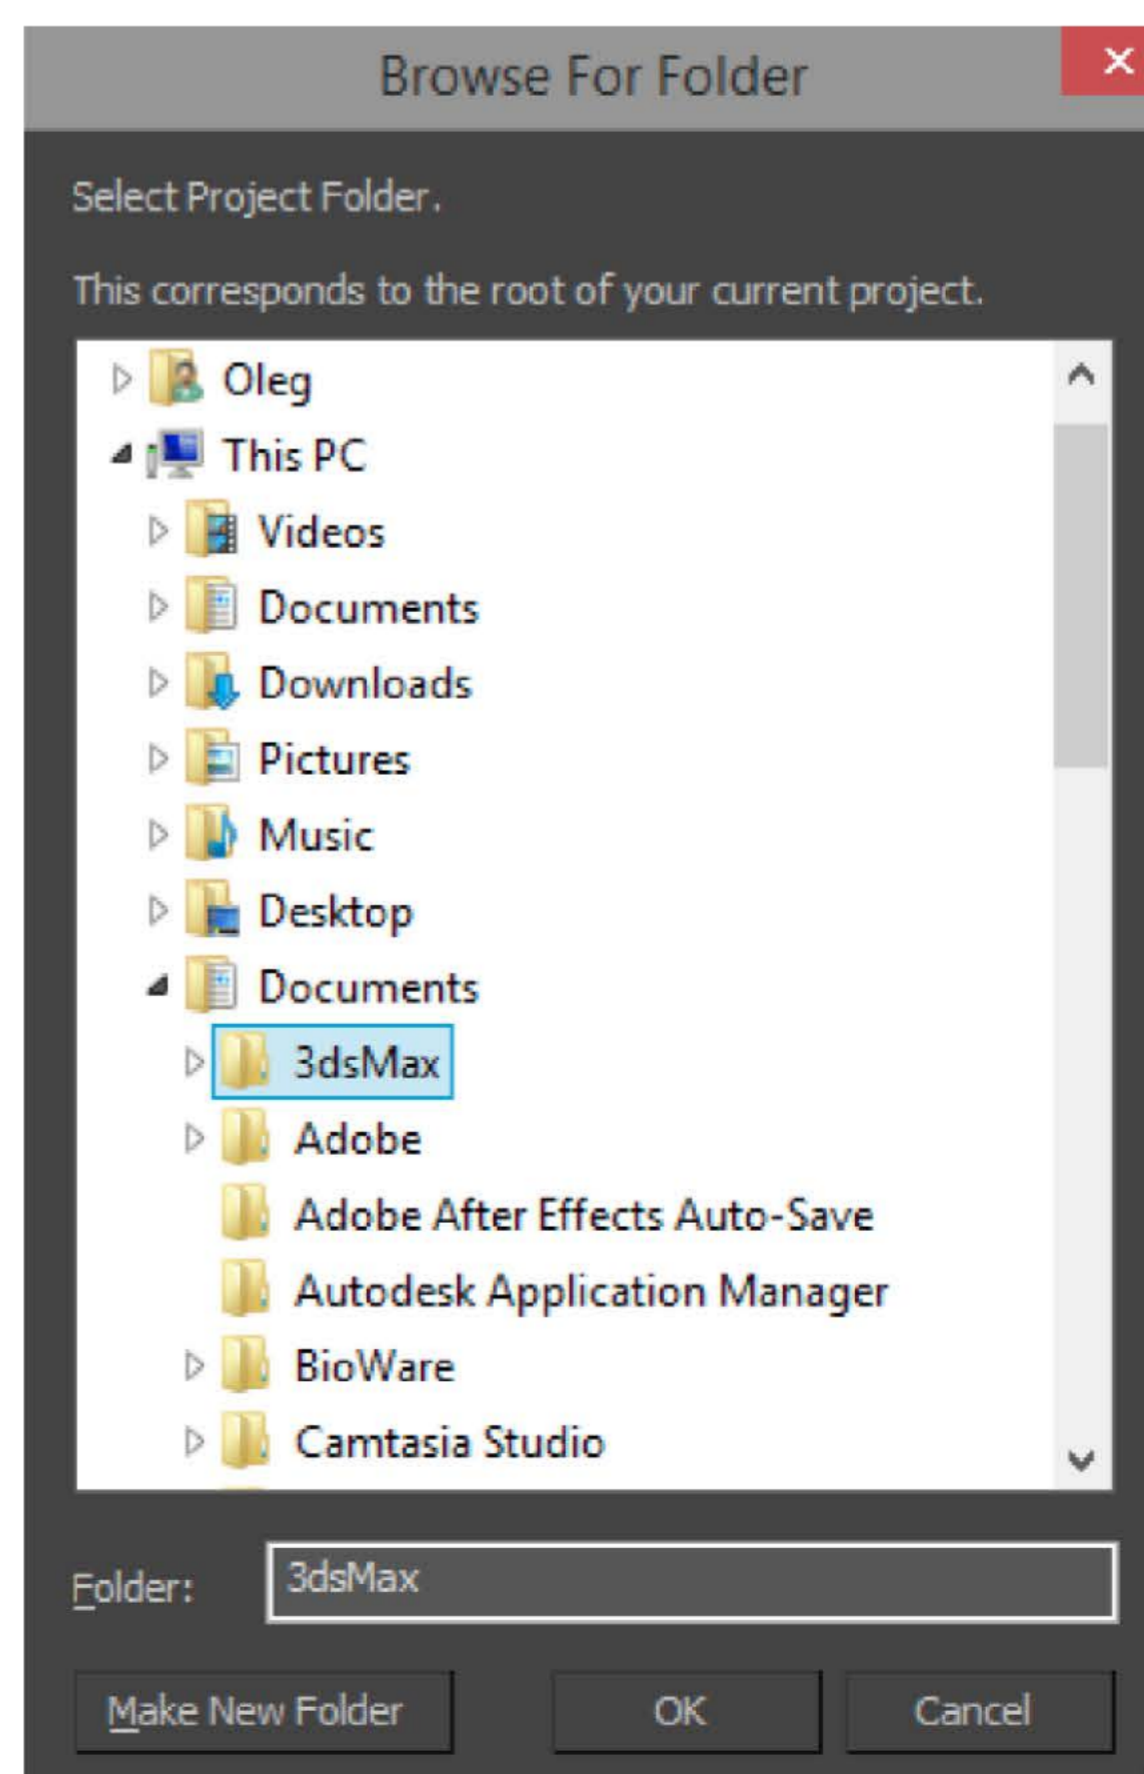 Browse For Folder
Select Project Folder.
This corresponds to the root of your current project.
Oleg
This PC
Videos
Documents
Downloads
Pictures
Music
Desktop
Documents
3dsMax
Adobe
Adobe After Effects Auto-Save
Autodesk Application Manager
BioWare
Camtasia Studio
Folder: 3dsMax
Make New Folder OK Cancel